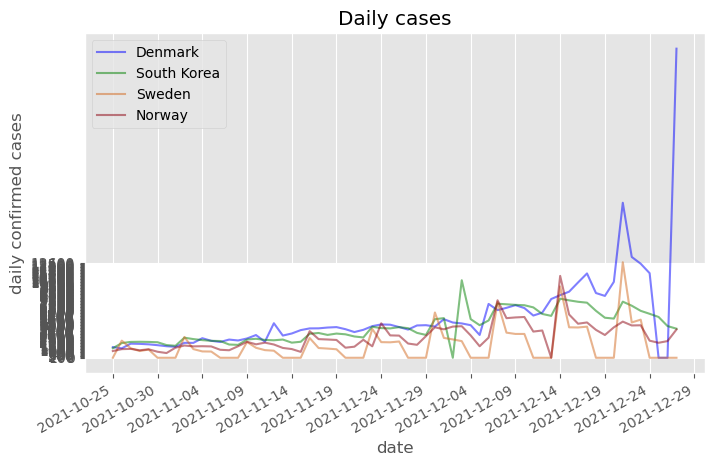 Daily cases
Denmark
South Korea
Sweden
Norway
daily confirmed cases
2021-10-25
2021-10-30
2021-11-04
2021-11-09
2021-11-14
2021-11-19
2021-11-24
2021-11-29
2021-12-04
2021-12-09
2021-12-14
2021-12-19
2021-12-24
2021-12-29
date